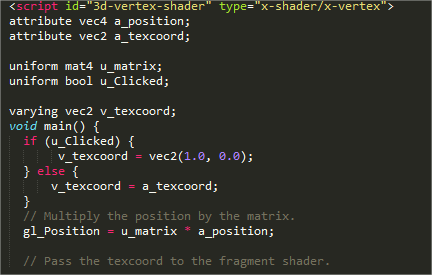 <script id="3d-vertex-shader" type="x-shader/x-vertex">
attribute vec4 a_position;
attribute vec2 a_texcoord;

uniform mat4 u_matrix;
uniform bool u_Clicked;

varying vec2 v_texcoord;
void main() {
  if (u_Clicked) {
      v_texcoord = vec2(1.0, 0.0);
  } else {
      v_texcoord = a_texcoord;
  }
  // Multiply the position by the matrix.
  gl_Position = u_matrix * a_position;

  // Pass the texcoord to the fragment shader.